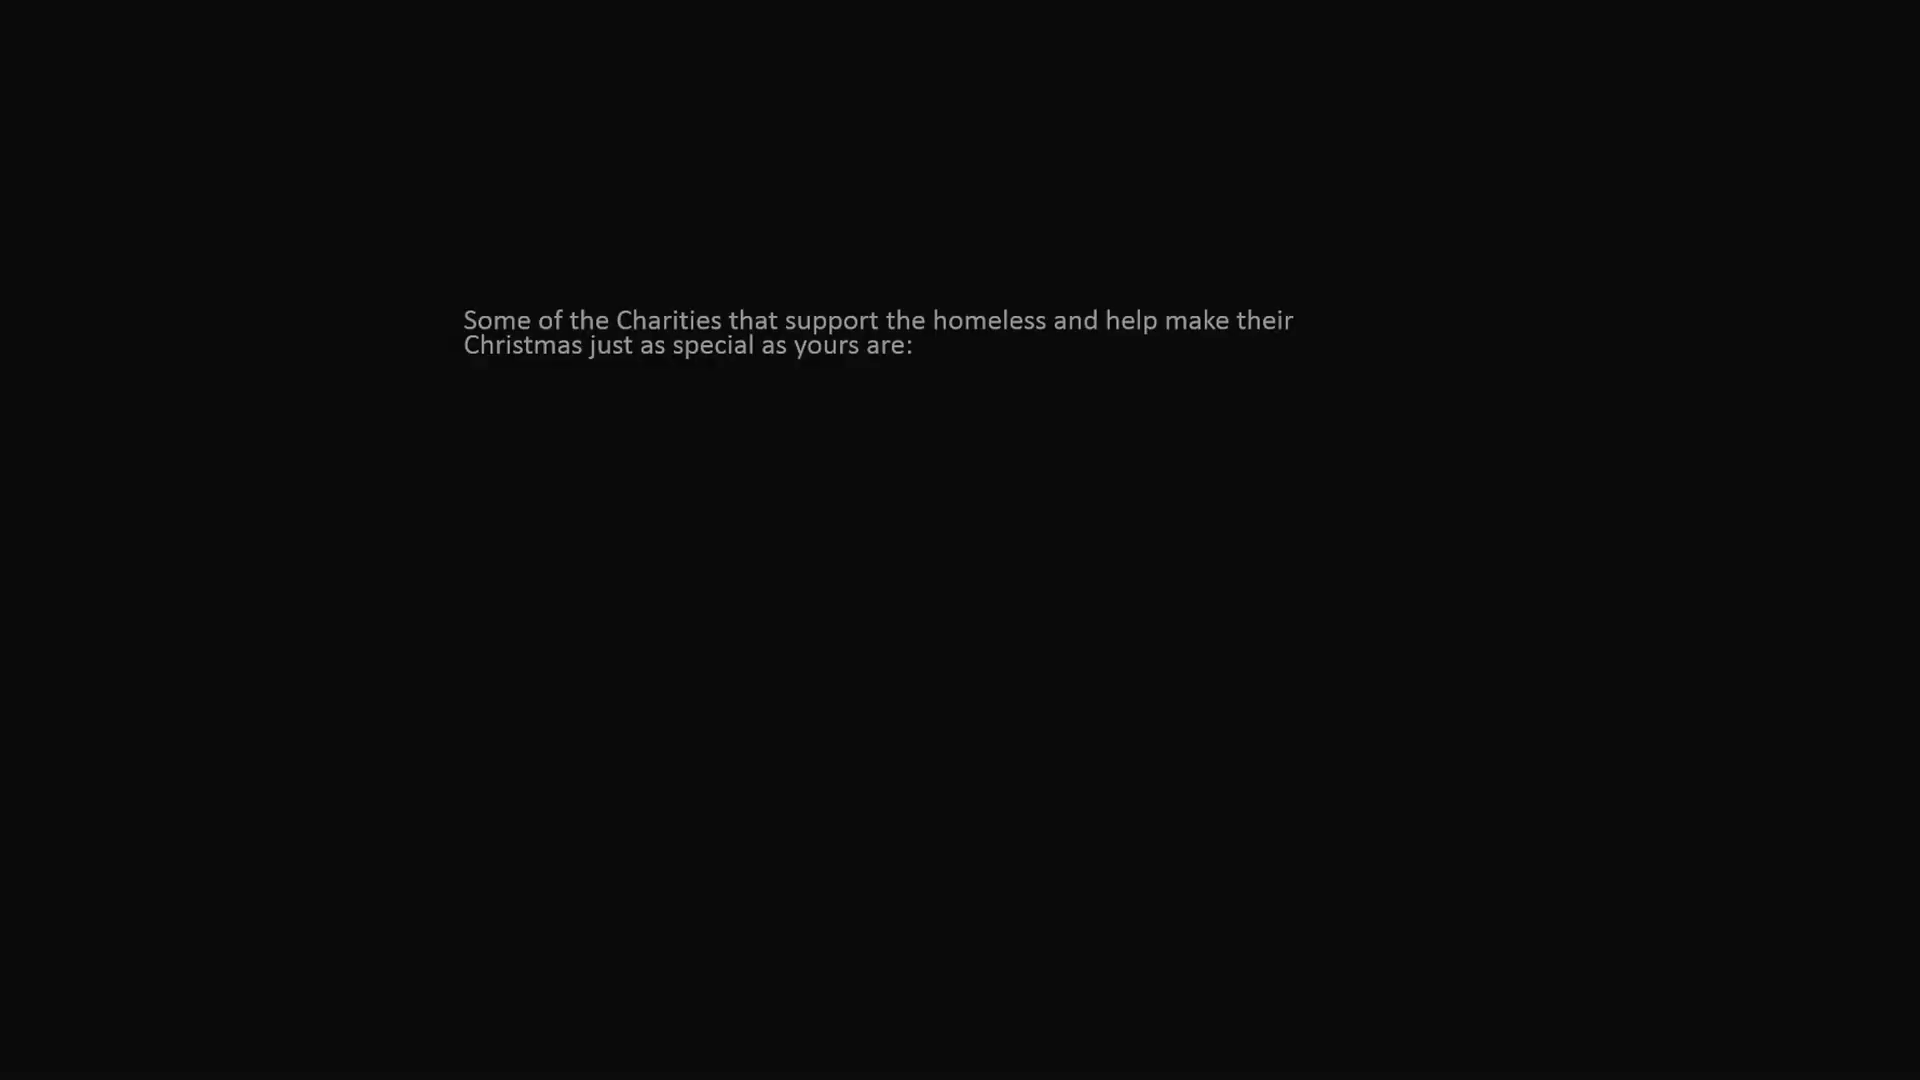 Some of the Charities that support the homeless and help make their
Christmas just as special as yours are: